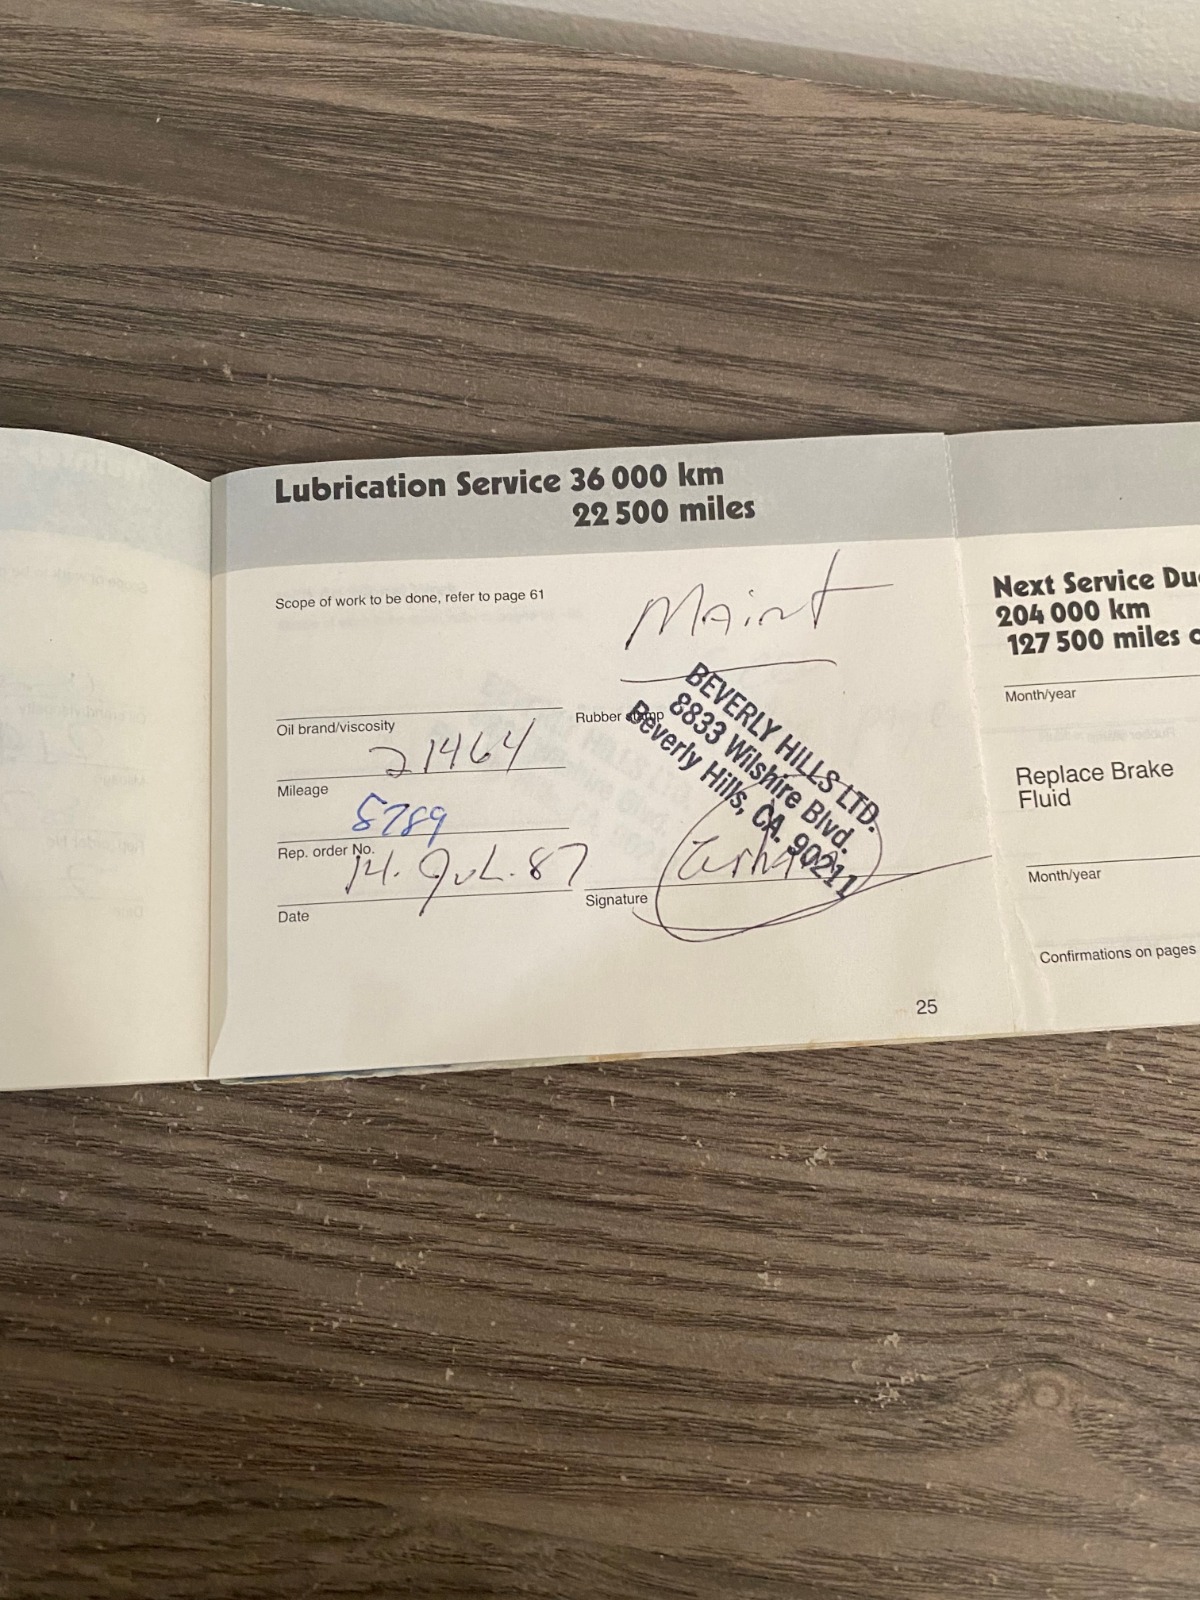 Lubrication Service 36 000 km
22 500 miles
Scope of work to be done, refer to page 61
Maint
Oil brand/viscosity
Rubber stamp
BEVERLY HILLS LTD.
8833 Wilshire Blvd.
Beverly Hills, CA. 90211
21464
Mileage
5789
Rep. order No.
14. Jul. 87
Date
Signature
25
Next Service Du
204 000 km
127 500 miles o
Month/year
Replace Brake
Fluid
Month/year
Confirmations on pages